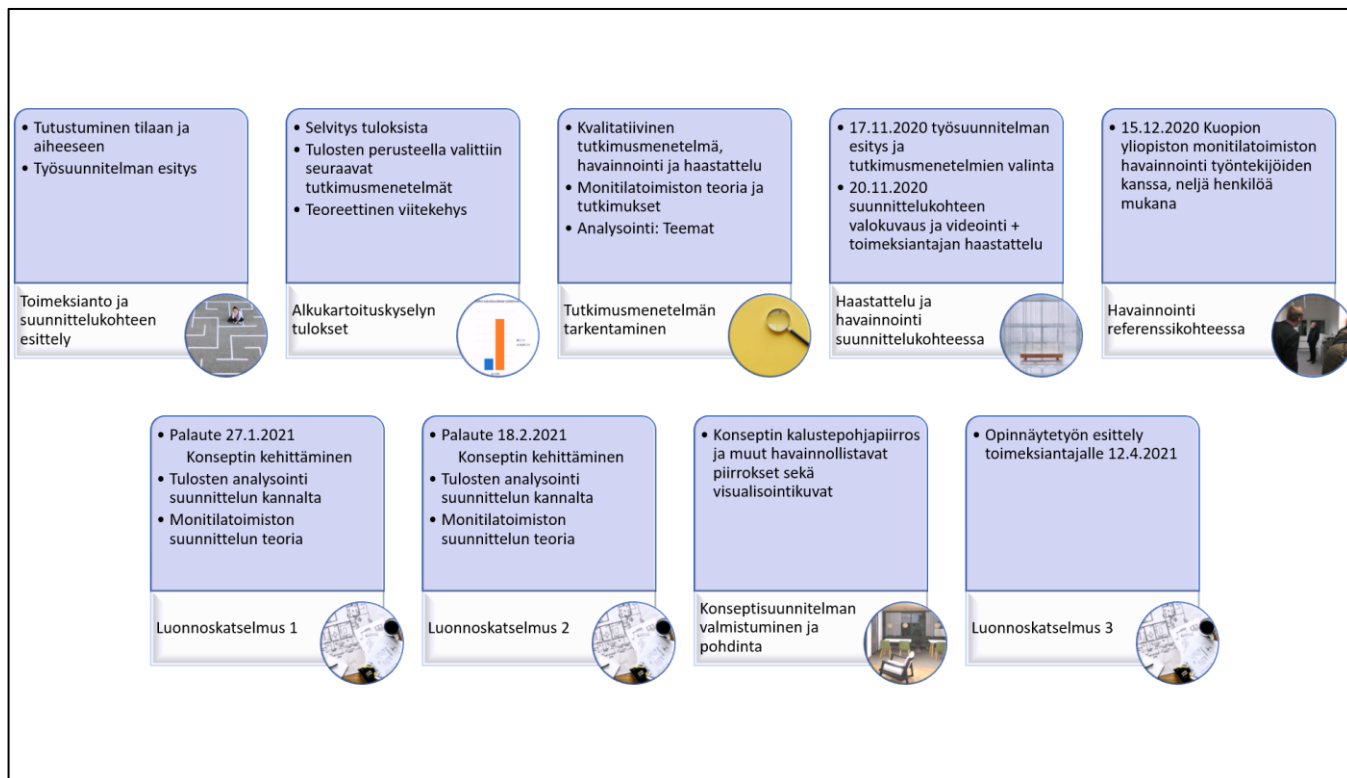 • Tutustuminen tilaan ja
aiheeseen
• Työsuunnitelman esitys
Toimeksianto ja
suunnittelukohteen
esittely
• Selvitys tuloksista
• Tulosten perusteella valittiin
seuraavat
tutkimusmenetelmät
• Teoreettinen viitekehys
Alkukartoituskyselyn
tulokset
• Kvalitatiivinen
tutkimusmenetelmä,
havainnointi ja haastattelu
• Monitilatoimiston teoria ja
tutkimukset
• Analysointi: Teemat
Tutkimusmenetelmän
tarkentaminen
• 17.11.2020 työsuunnitelman
esitys ja
tutkimusmenetelmien valinta
• 20.11.2020
suunnittelukohteen
valokuvaus ja videointi +
toimeksiantajan haastattelu
Haastattelu ja
havainnointi
suunnittelukohteessa
• 15.12.2020 Kuopion
yliopiston monitilatoimiston
havainnointi työntekijöiden
kanssa, neljä henkilöä
mukana
Havainnointi
referenssikohteessa
• Palaute 27.1.2021
Konseptin kehittäminen
• Tulosten analysointi
suunnittelun kannalta
• Monitilatoimiston
suunnittelun teoria
Luonnoskatselmus 1
• Palaute 18.2.2021
Konseptin kehittäminen
• Tulosten analysointi
suunnittelun kannalta
• Monitilatoimiston
suunnittelun teoria
Luonnoskatselmus 2
• Konseptin kalustepohjapiirros
ja muut havainnollistavat
piirrokset sekä
visualisointikuvat
Konseptisuunnitelman
valmistuminen ja
pohdinta
• Opinnäytetyön esittely
toimeksiantajalle 12.4.2021
Luonnoskatselmus 3